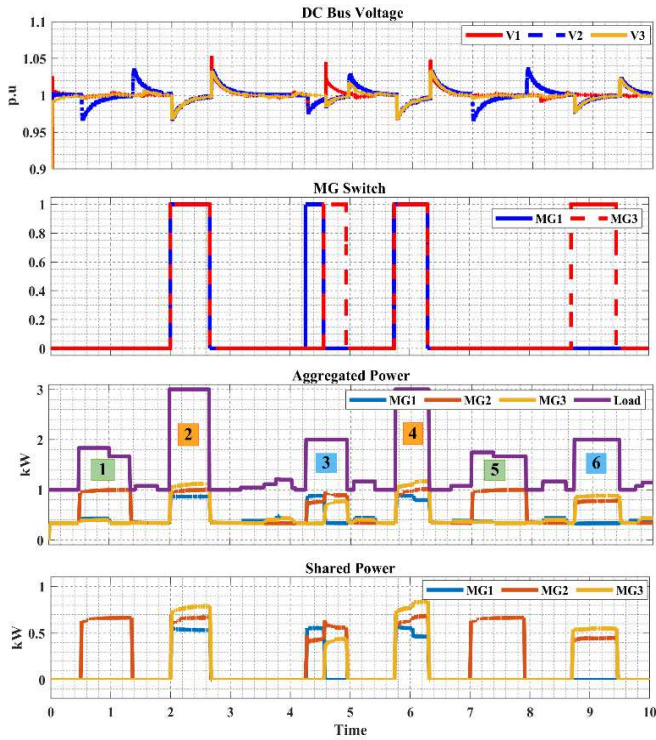 DC Bus Voltage
1.1
V1 V2 V3
1.05
p.u
1
0.95
0.9
MG Switch
1
MG1 MG3
0.8
0.6
0.4
0.2
0
Aggregated Power
3
MG1 MG2 MG3 Load
2
kW
1
0
1 2 3 4 5 6
Shared Power
MG1 MG2 MG3
kW
0.5
0
0 1 2 3 4 5 6 7 8 9 10
Time